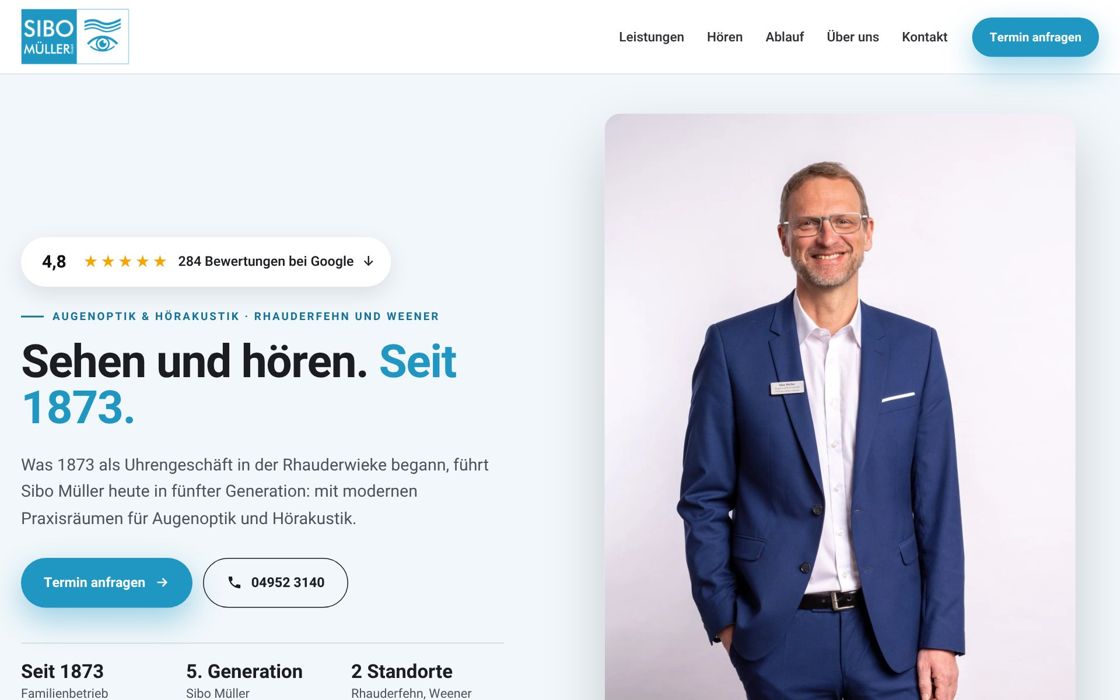 SIBO
MÜLLER
Leistungen
Hören
Ablauf
Über uns
Kontakt
Termin anfragen
4,8 ★★★★★ 284 Bewertungen bei Google ↓
AUGENOPTIK & HÖRAKUSTIK · RHAUDERFEHN UND WEENER
Sehen und hören. Seit
1873.
Was 1873 als Uhrengeschäft in der Rhauderwieke begann, führt
Sibo Müller heute in fünfter Generation: mit modernen
Praxisräumen für Augenoptik und Hörakustik.
Termin anfragen →
04952 3140
Seit 1873
Familienbetrieb
5. Generation
Sibo Müller
2 Standorte
Rhauderfehn, Weener